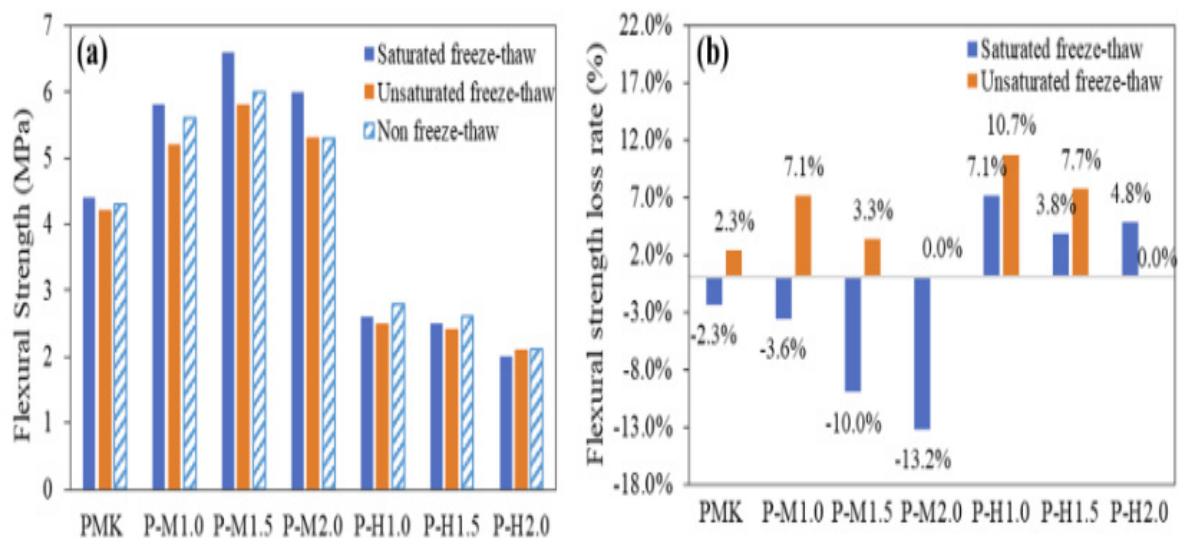 (a)
Saturated freeze-thaw
Unsaturated freeze-thaw
Non freeze-thaw
Flexural Strength (MPa)
7
6
5
4
3
2
1
0
PMK P-M1.0 P-M1.5 P-M2.0 P-H1.0 P-H1.5 P-H2.0
(b)
Saturated freeze-thaw
Unsaturated freeze-thaw
Flexural strength loss rate (%)
22.0%
17.0%
12.0%
7.0%
2.0%
-3.0%
-8.0%
-13.0%
-18.0%
-2.3%
2.3%
-3.6%
7.1%
-10.0%
3.3%
-13.2%
0.0%
7.1%
10.7%
3.8%
7.7%
4.8%
0.0%
PMK P-M1.0 P-M1.5 P-M2.0 P-H1.0 P-H1.5 P-H2.0